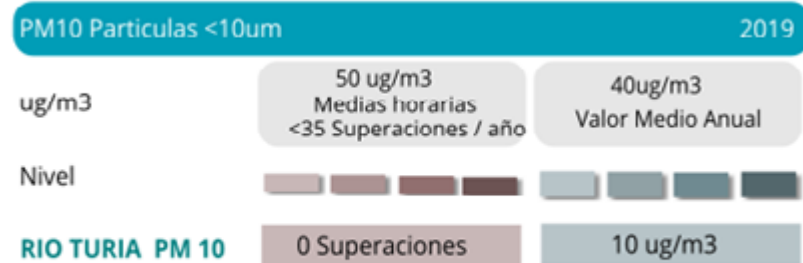 PM10 Particulas <10um 2019
ug/m3
50 ug/m3
Medias horarias
<35 Superaciones / año
40ug/m3
Valor Medio Anual
Nivel
RIO TURIA PM 10 0 Superaciones 10 ug/m3